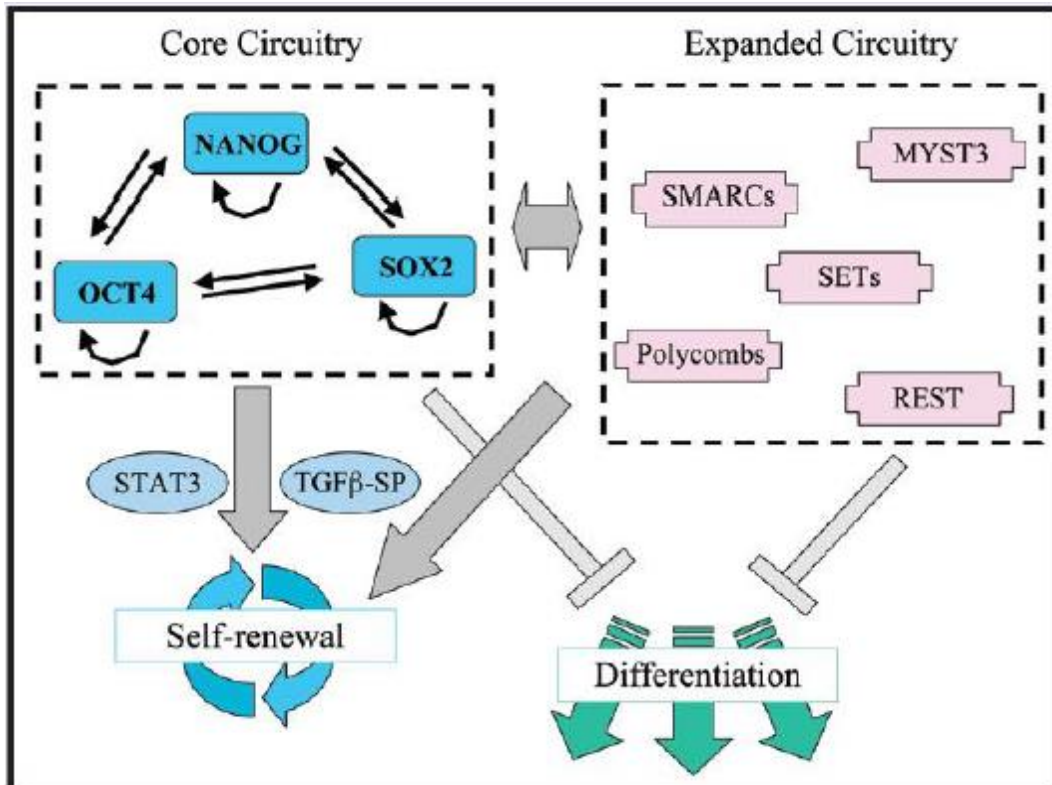 Core Circuitry
Expanded Circuitry
NANOG
OCT4
SOX2
MYST3
SMARCs
SETs
Polycombs
REST
STAT3
TGFβ-SP
Self-renewal
Differentiation